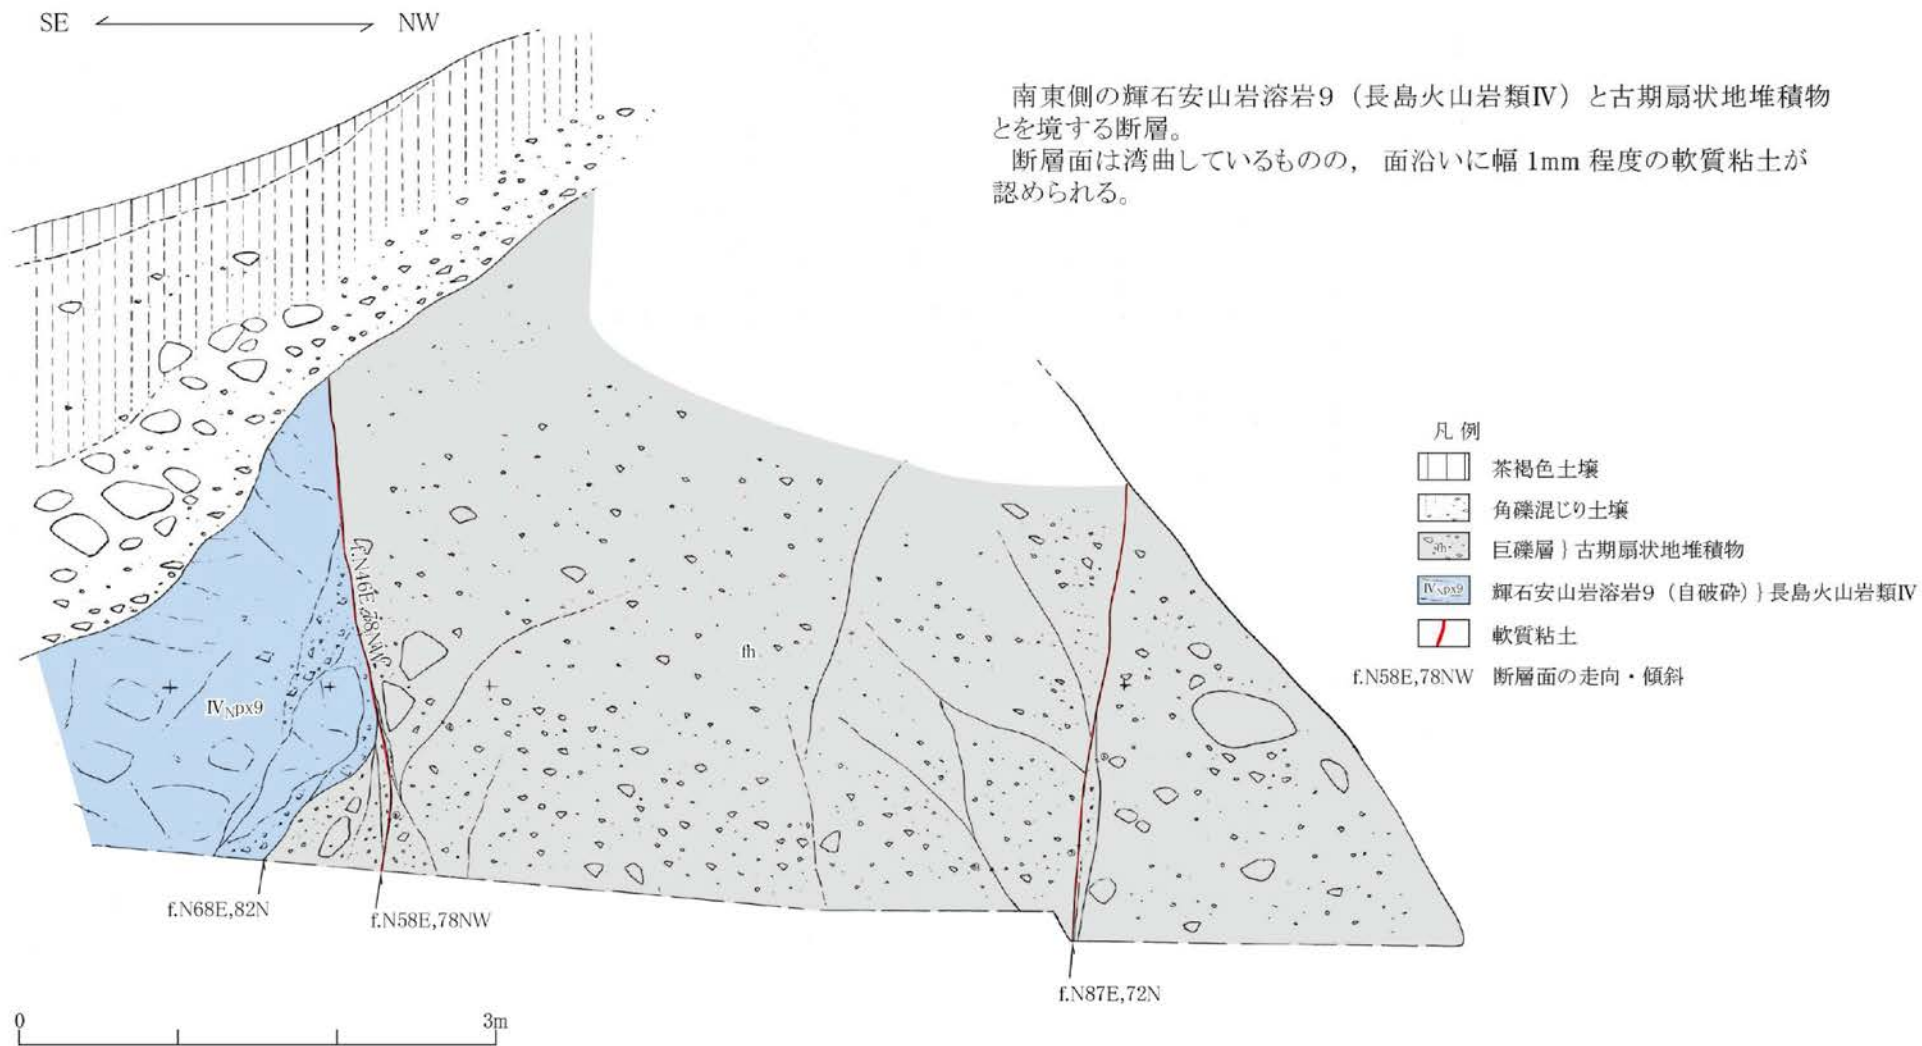 SE NW
南東側の輝石安山岩溶岩9（長島火山岩類Ⅳ）と古期扇状地堆積物
とを境する断層。
断層面は湾曲しているものの， 面沿いに幅 1mm 程度の軟質粘土が
認められる。
凡 例
茶褐色土壌
角礫混じり土壌
fh 巨礫層 } 古期扇状地堆積物
ⅣNpx9 輝石安山岩溶岩9（自破砕）} 長島火山岩類Ⅳ
軟質粘土
f.N58E,78NW 断層面の走向・傾斜
f.N46E,78NW
fh
ⅣNpx9
f.N68E,82N
f.N58E,78NW
f.N87E,72N
0 3m